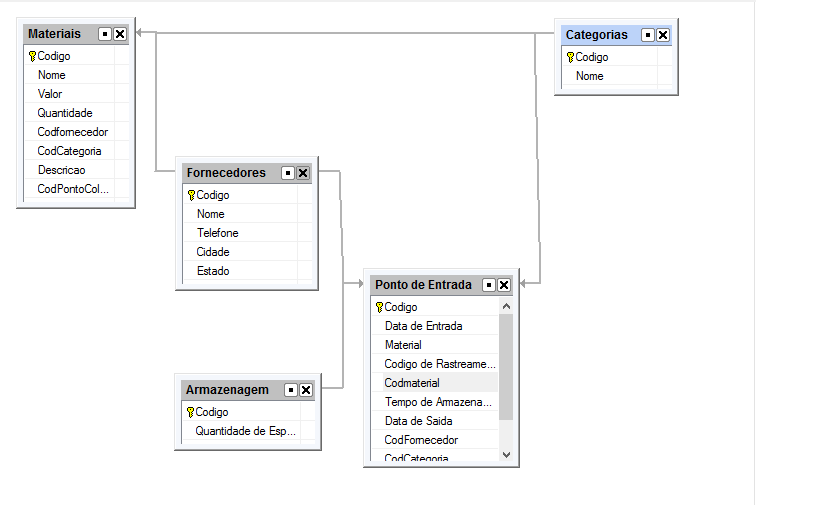 Materiais
Codigo
Nome
Valor
Quantidade
Codfornecedor
CodCategoria
Descricao
CodPontoCol...
Categorias
Codigo
Nome
Fornecedores
Codigo
Nome
Telefone
Cidade
Estado
Ponto de Entrada
Codigo
Data de Entrada
Material
Codigo de Rastreame...
Codmaterial
Tempo de Armazena...
Data de Saida
CodFornecedor
CodCategoria
Armazenagem
Codigo
Quantidade de Esp...